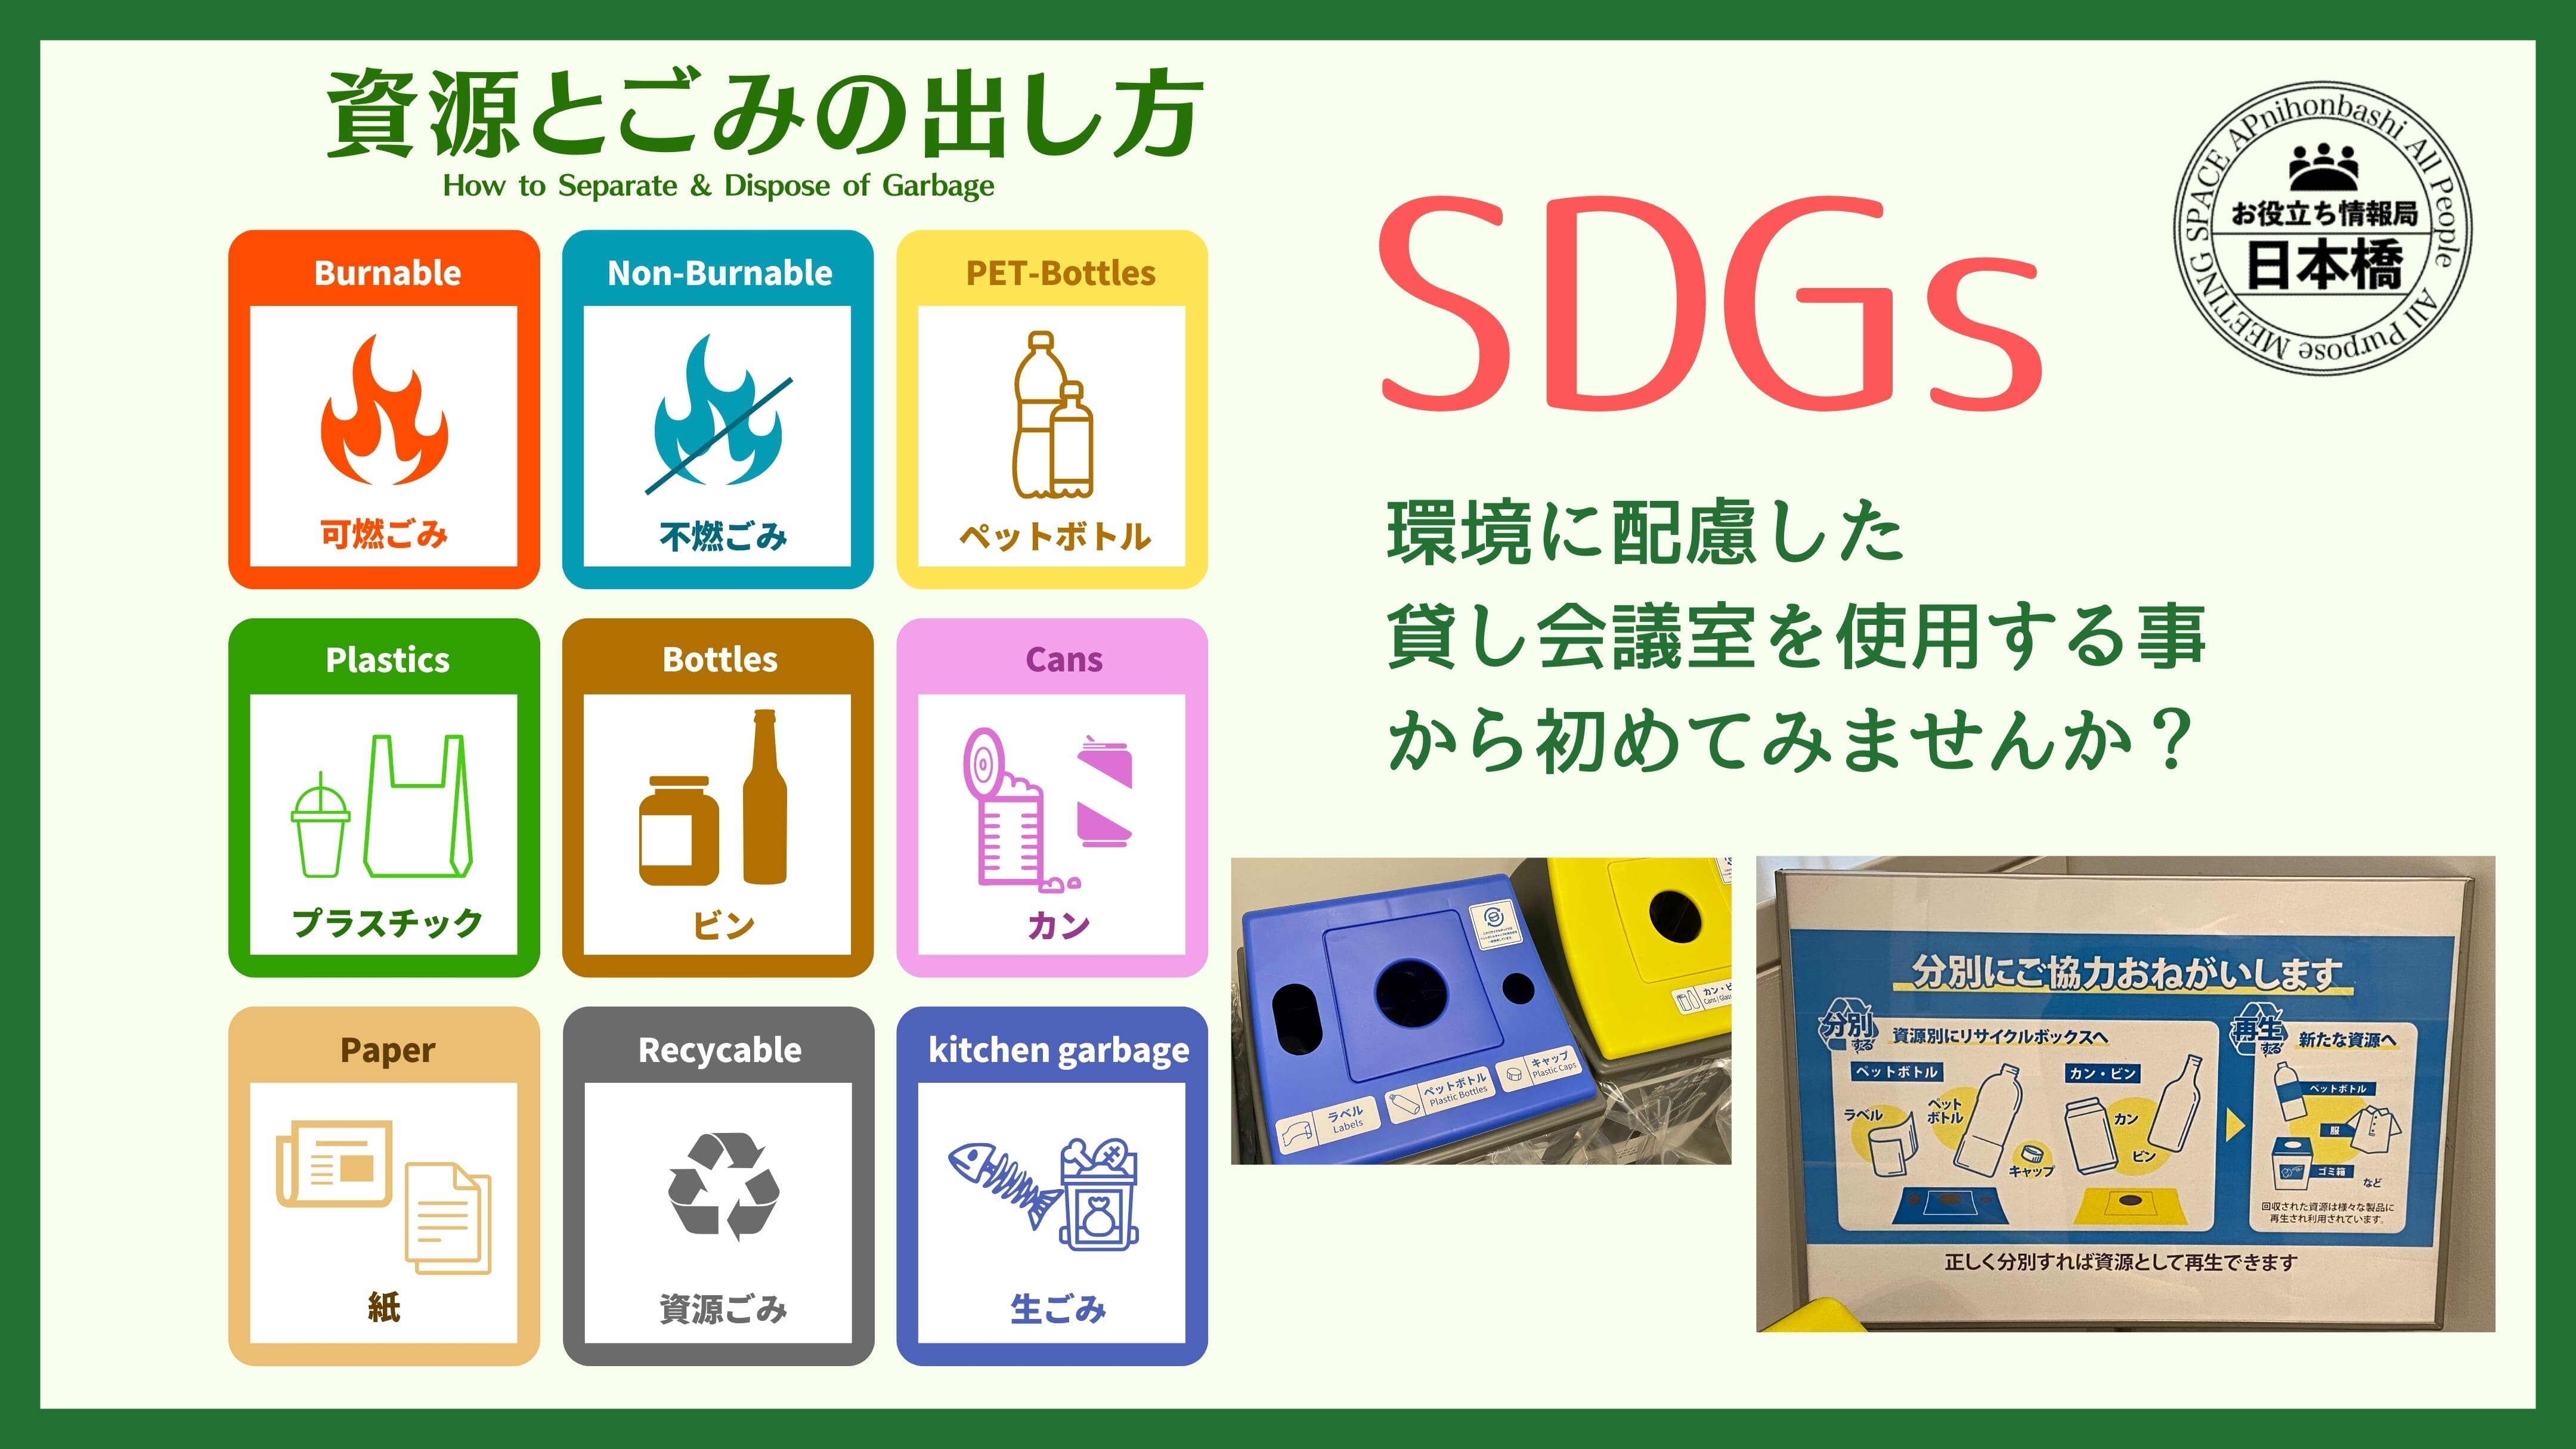 資源とごみの出し方
How to Separate & Dispose of Garbage
Burnable
可燃ごみ
Non-Burnable
不燃ごみ
PET-Bottles
ペットボトル
Plastics
プラスチック
Bottles
ビン
Cans
カン
Paper
紙
Recycable
資源ごみ
kitchen garbage
生ごみ
SDGs
環境に配慮した
貸し会議室を使用する事
から初めてみませんか？
MEETING SPACE APnihonbashi All People All Purpose
お役立ち情報局
日本橋
ラベル
Labels
ペットボトル
Plastic Bottles
キャップ
Plastic Caps
カン・
Cans
分別にご協力おねがいします
分別
する
資源別にリサイクルボックスへ
ペットボトル
ラベル
ペット
ボトル
キャップ
カン・ビン
カン
ビン
再生
する
新たな資源へ
ペットボトル
服
ゴミ箱
など
回収された資源は様々な製品に
再生され利用されています。
正しく分別すれば資源として再生できます